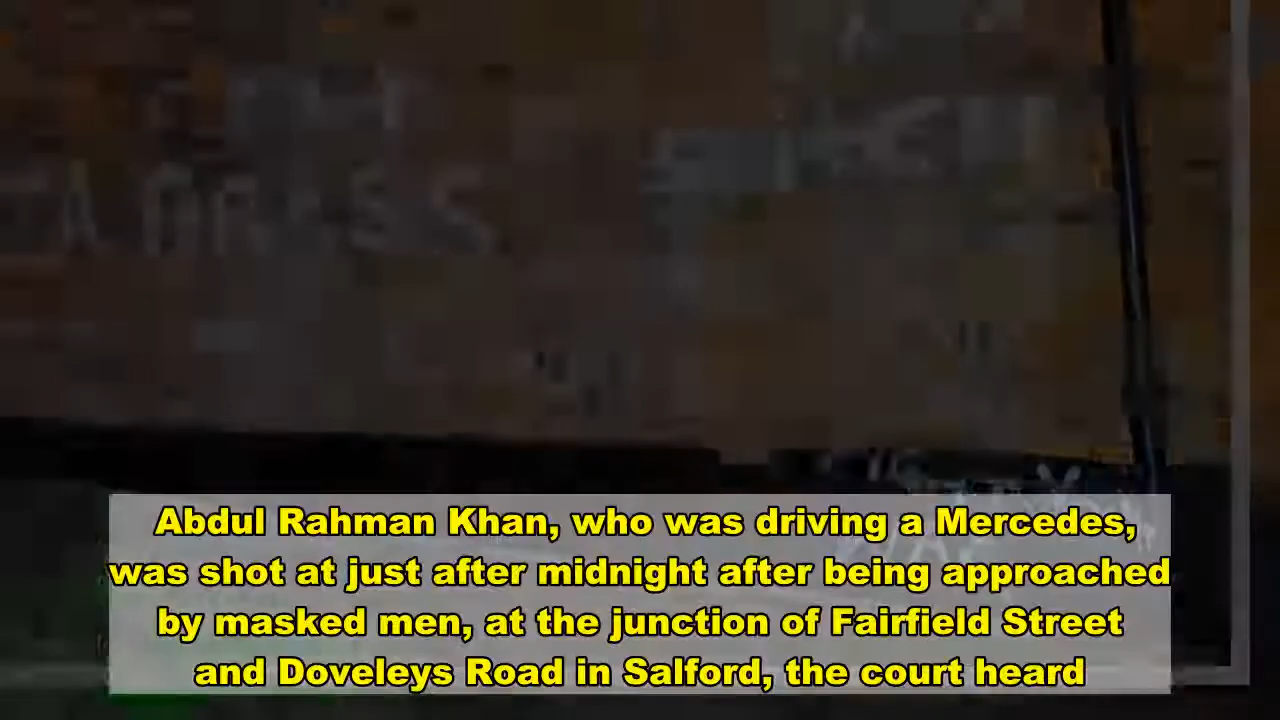 Abdul Rahman Khan, who was driving a Mercedes,
was shot at just after midnight after being approached
by masked men, at the junction of Fairfield Street
and Doveleys Road in Salford, the court heard